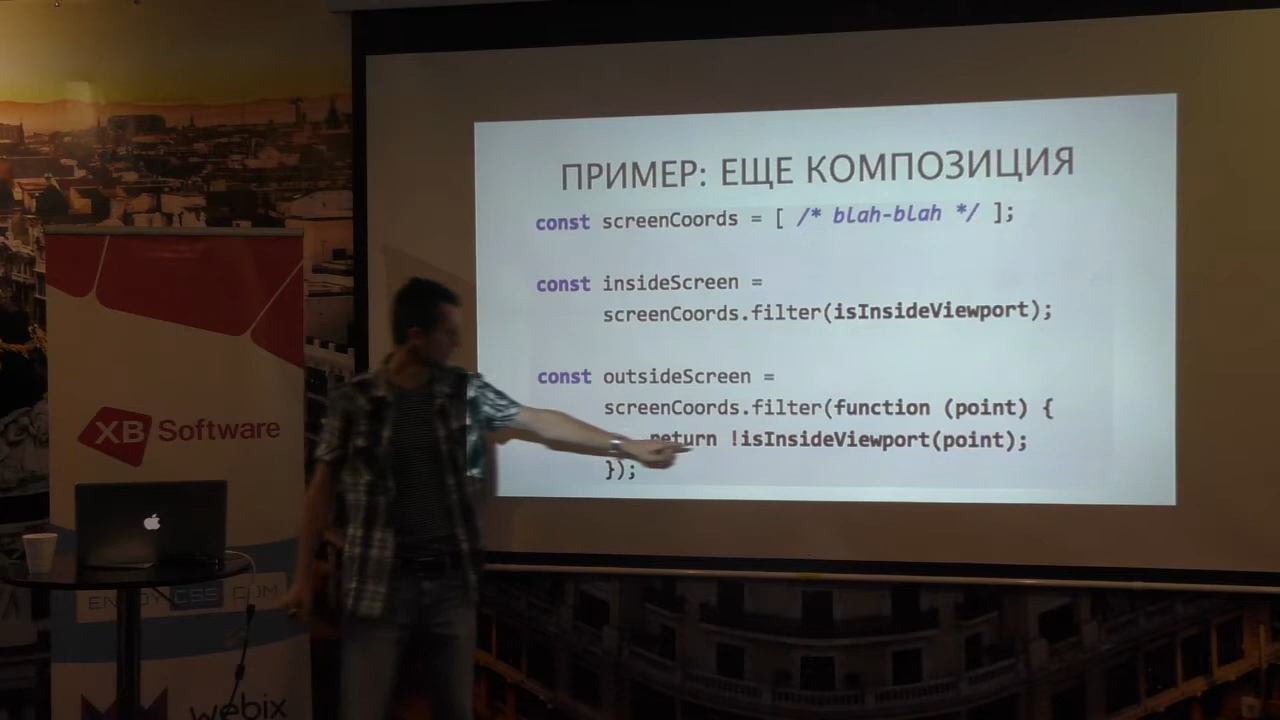 ПРИМЕР: ЕЩЕ КОМПОЗИЦИЯ
const screenCoords = [ /* blah-blah */ ];
const insideScreen =
screenCoords.filter(isInsideViewport);
const outsideScreen =
screenCoords.filter(function (point) {
return !isInsideViewport(point);
});
XB Software
CSS
webix